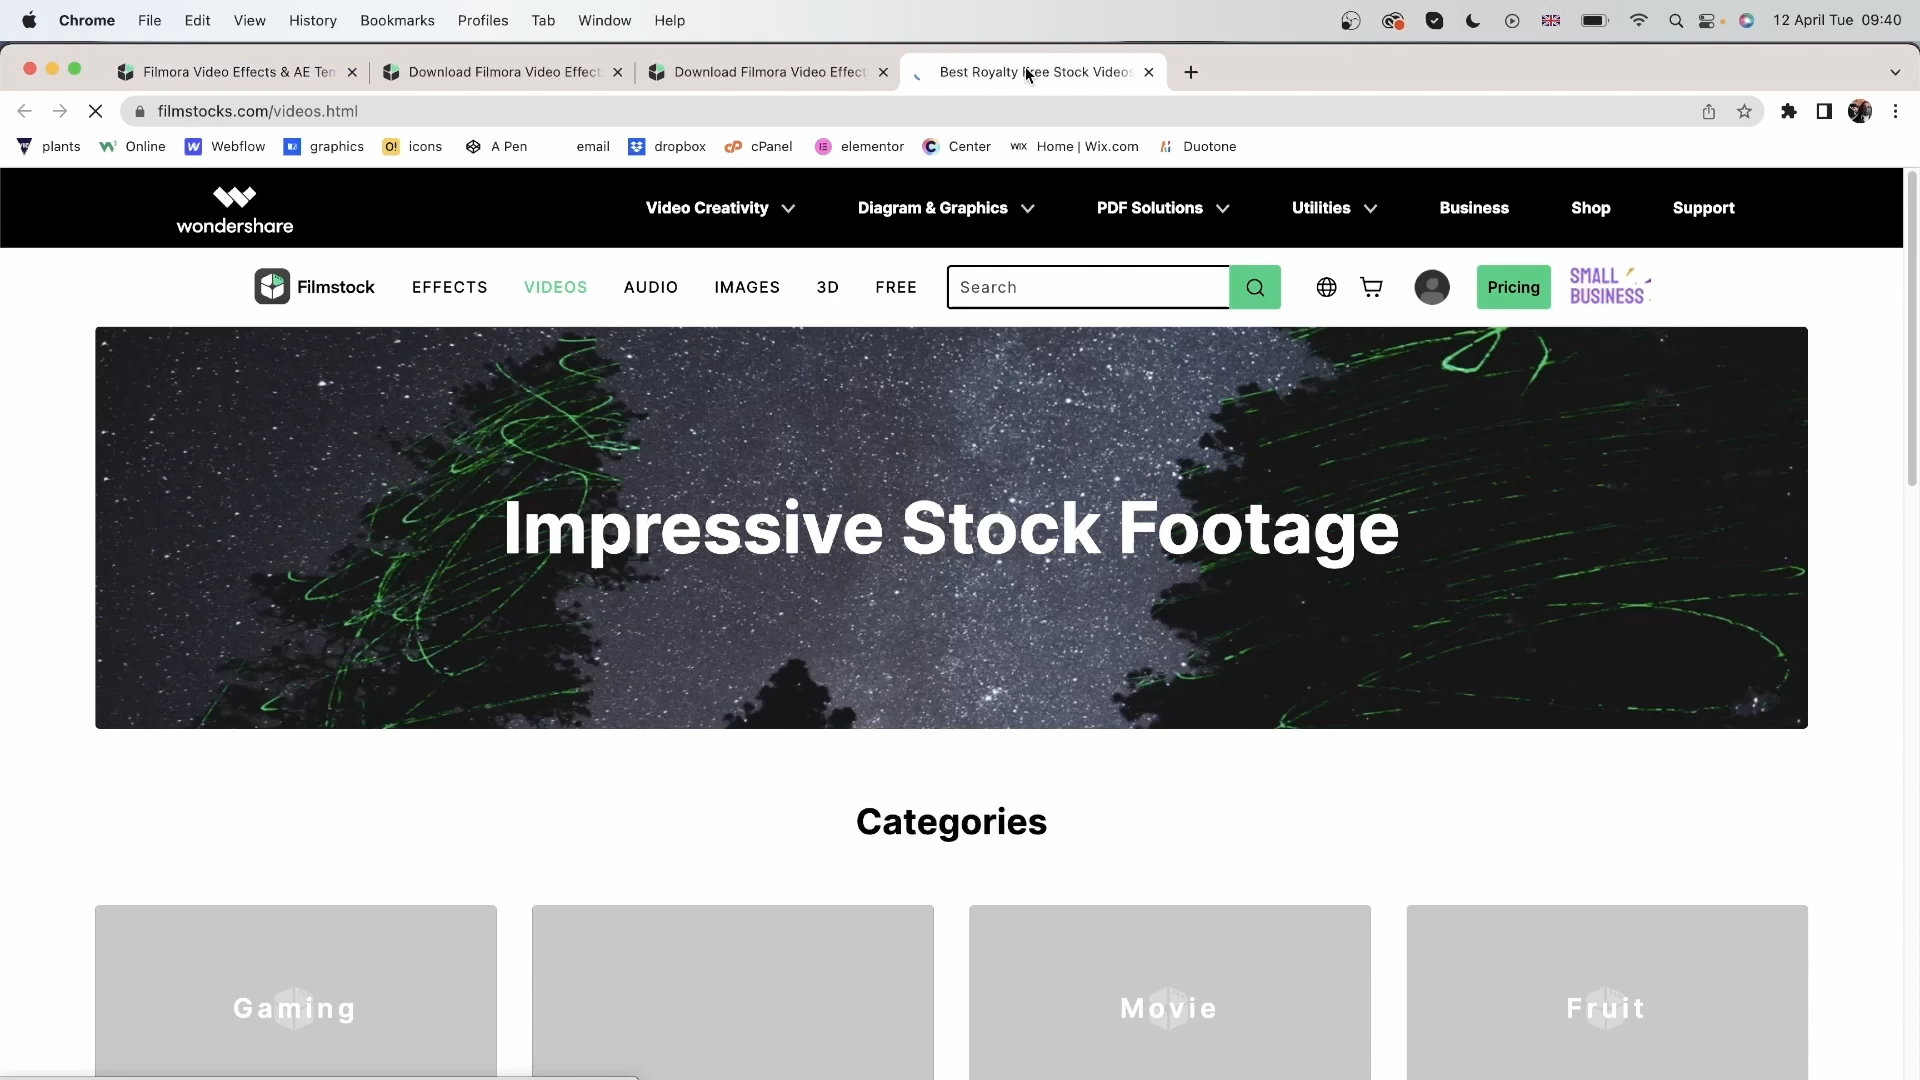 Chrome File Edit View History Bookmarks Profiles Tab Window Help 12 April Tue 09:40
Filmora Video Effects & AE Ten Download Filmora Video Effect Download Filmora Video Effect Best Royalty Free Stock Videos
filmstocks.com/videos.html
plants Online Webflow graphics icons A Pen email dropbox cPanel elementor Center WIX Home | Wix.com Duotone
wondershare Video Creativity Diagram & Graphics PDF Solutions Utilities Business Shop Support
Filmstock EFFECTS VIDEOS AUDIO IMAGES 3D FREE Search Pricing SMALL BUSINESS
Impressive Stock Footage
Categories
Gaming Movie Fruit